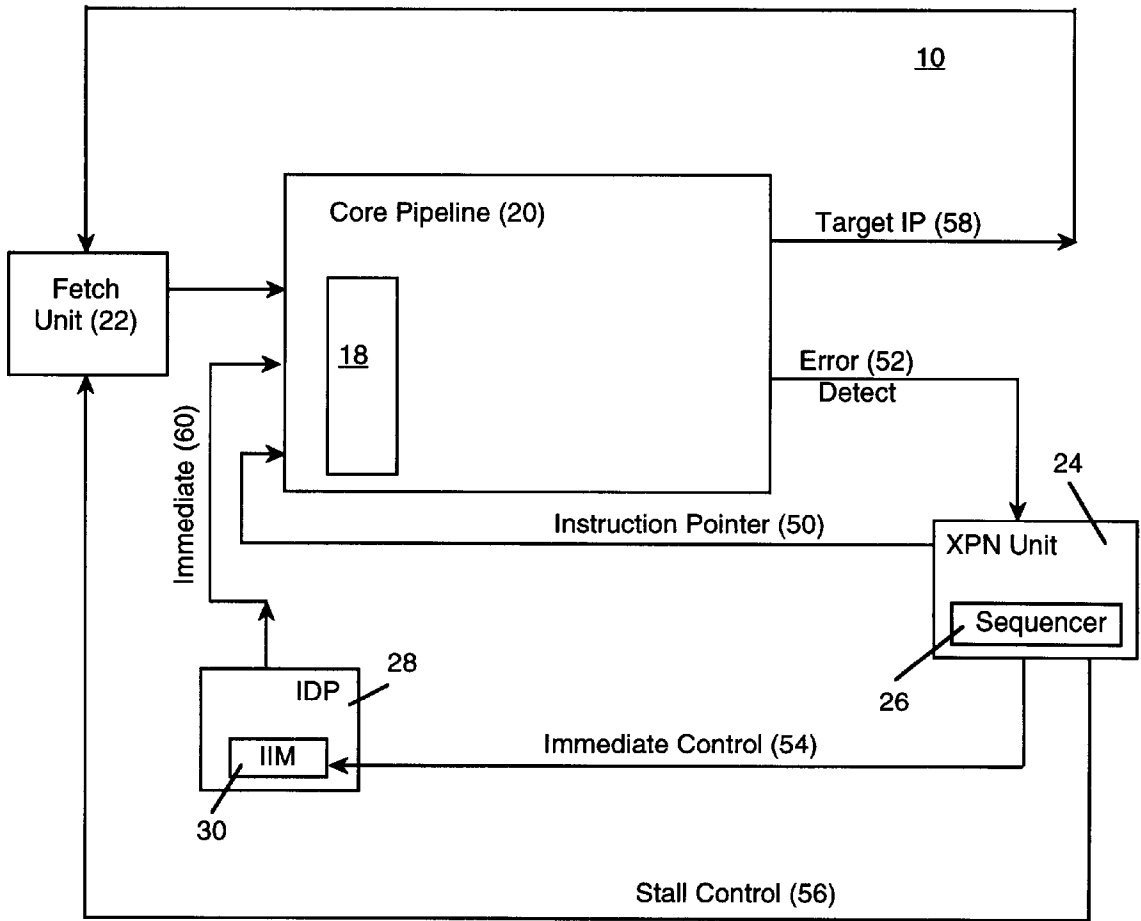 10
Core Pipeline (20)
Target IP (58)
Fetch
Unit (22)
18
Error (52)
Detect
Immediate (60)
24
Instruction Pointer (50)
XPN Unit
Sequencer
28
IDP
26
Immediate Control (54)
IIM
30
Stall Control (56)